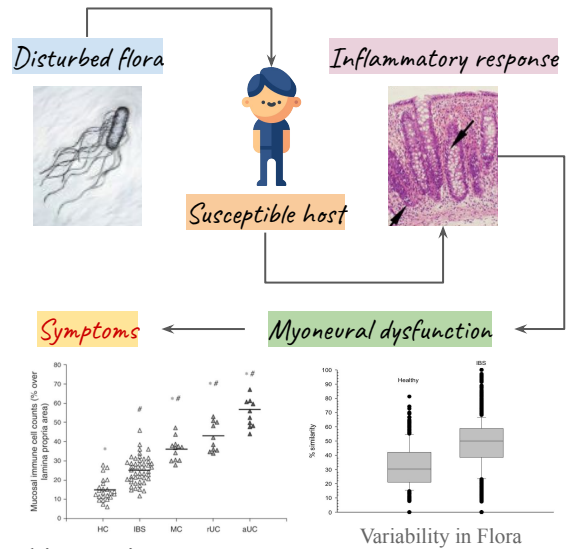 Disturbed flora
Inflammatory response
Susceptible host
Symptoms
Myoneural dysfunction
Mucosal immune cell counts (% over
lamina propria area)
80
70
60
50
40
30
20
10
0
*
#
* #
* #
* #
HC
IBS
MC
rUC
aUC
% similarity
100
90
80
70
60
50
40
30
20
10
0
Healthy
IBS
Variability in Flora